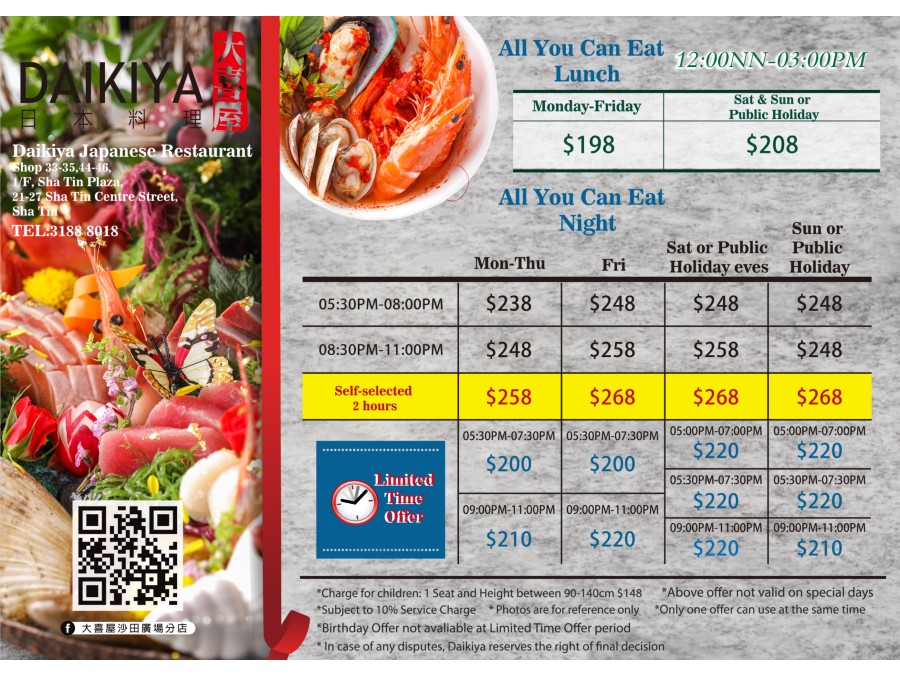 DAIKIYA
大喜屋
日本料理
Daikiya Japanese Restaurant
Shop 33-35,44-46,
1/F, Sha Tin Plaza,
21-27 Sha Tin Centre Street,
Sha Tin
TEL:3188 8018
大喜屋沙田廣場分店
All You Can Eat
Lunch
12:00NN-03:00PM
Monday-Friday
Sat & Sun or
Public Holiday
$198 $208
All You Can Eat
Night
Mon-Thu
Fri
Sat or Public
Holiday eves
Sun or
Public
Holiday
05:30PM-08:00PM $238 $248 $248 $248
08:30PM-11:00PM $248 $258 $258 $248
Self-selected
2 hours
$258 $268 $268 $268
Limited
Time
Offer
05:30PM-07:30PM
$200
09:00PM-11:00PM
$210
05:30PM-07:30PM
$200
09:00PM-11:00PM
$220
05:00PM-07:00PM
$220
05:30PM-07:30PM
$220
09:00PM-11:00PM
$220
05:00PM-07:00PM
$220
05:30PM-07:30PM
$220
09:00PM-11:00PM
$210
*Charge for children: 1 Seat and Height between 90-140cm $148 *Above offer not valid on special days
*Subject to 10% Service Charge *Photos are for reference only *Only one offer can use at the same time
*Birthday Offer not avaliable at Limited Time Offer period
* In case of any disputes, Daikiya reserves the right of final decision